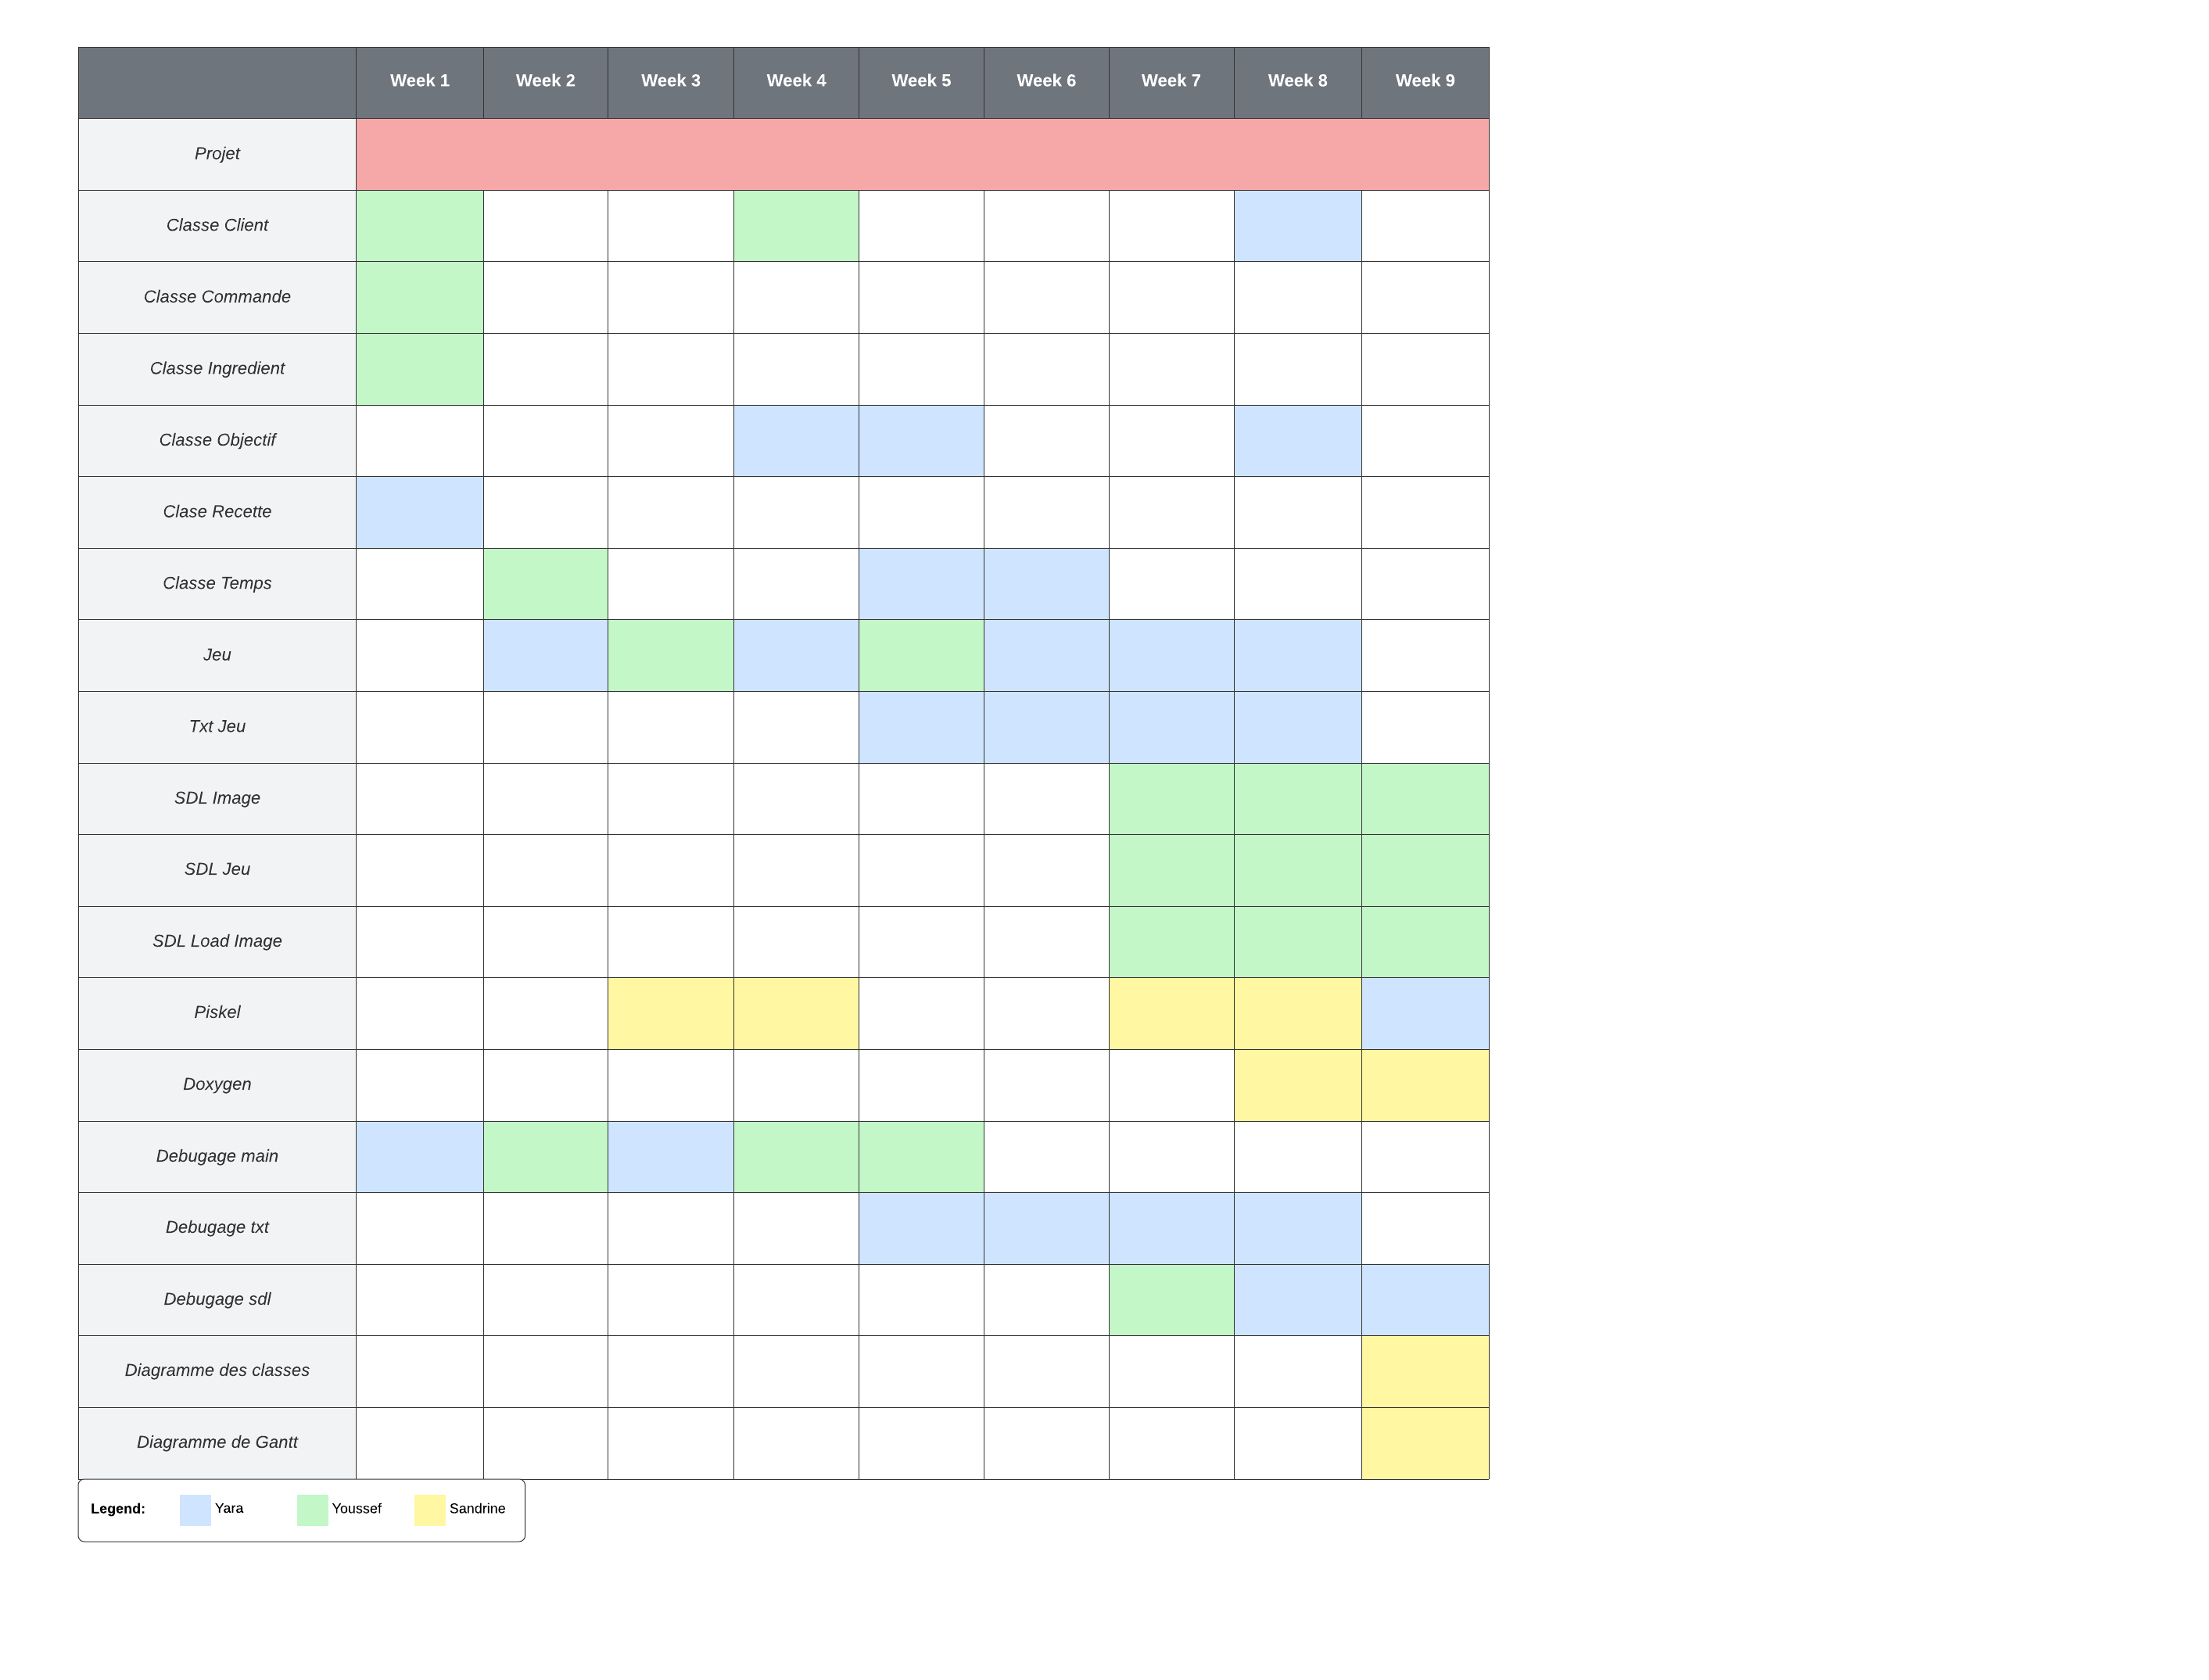 Week 1 Week 2 Week 3 Week 4 Week 5 Week 6 Week 7 Week 8 Week 9
Projet
Classe Client
Classe Commande
Classe Ingredient
Classe Objectif
Clase Recette
Classe Temps
Jeu
Txt Jeu
SDL Image
SDL Jeu
SDL Load Image
Piskel
Doxygen
Debugage main
Debugage txt
Debugage sdl
Diagramme des classes
Diagramme de Gantt
Legend: Yara Youssef Sandrine